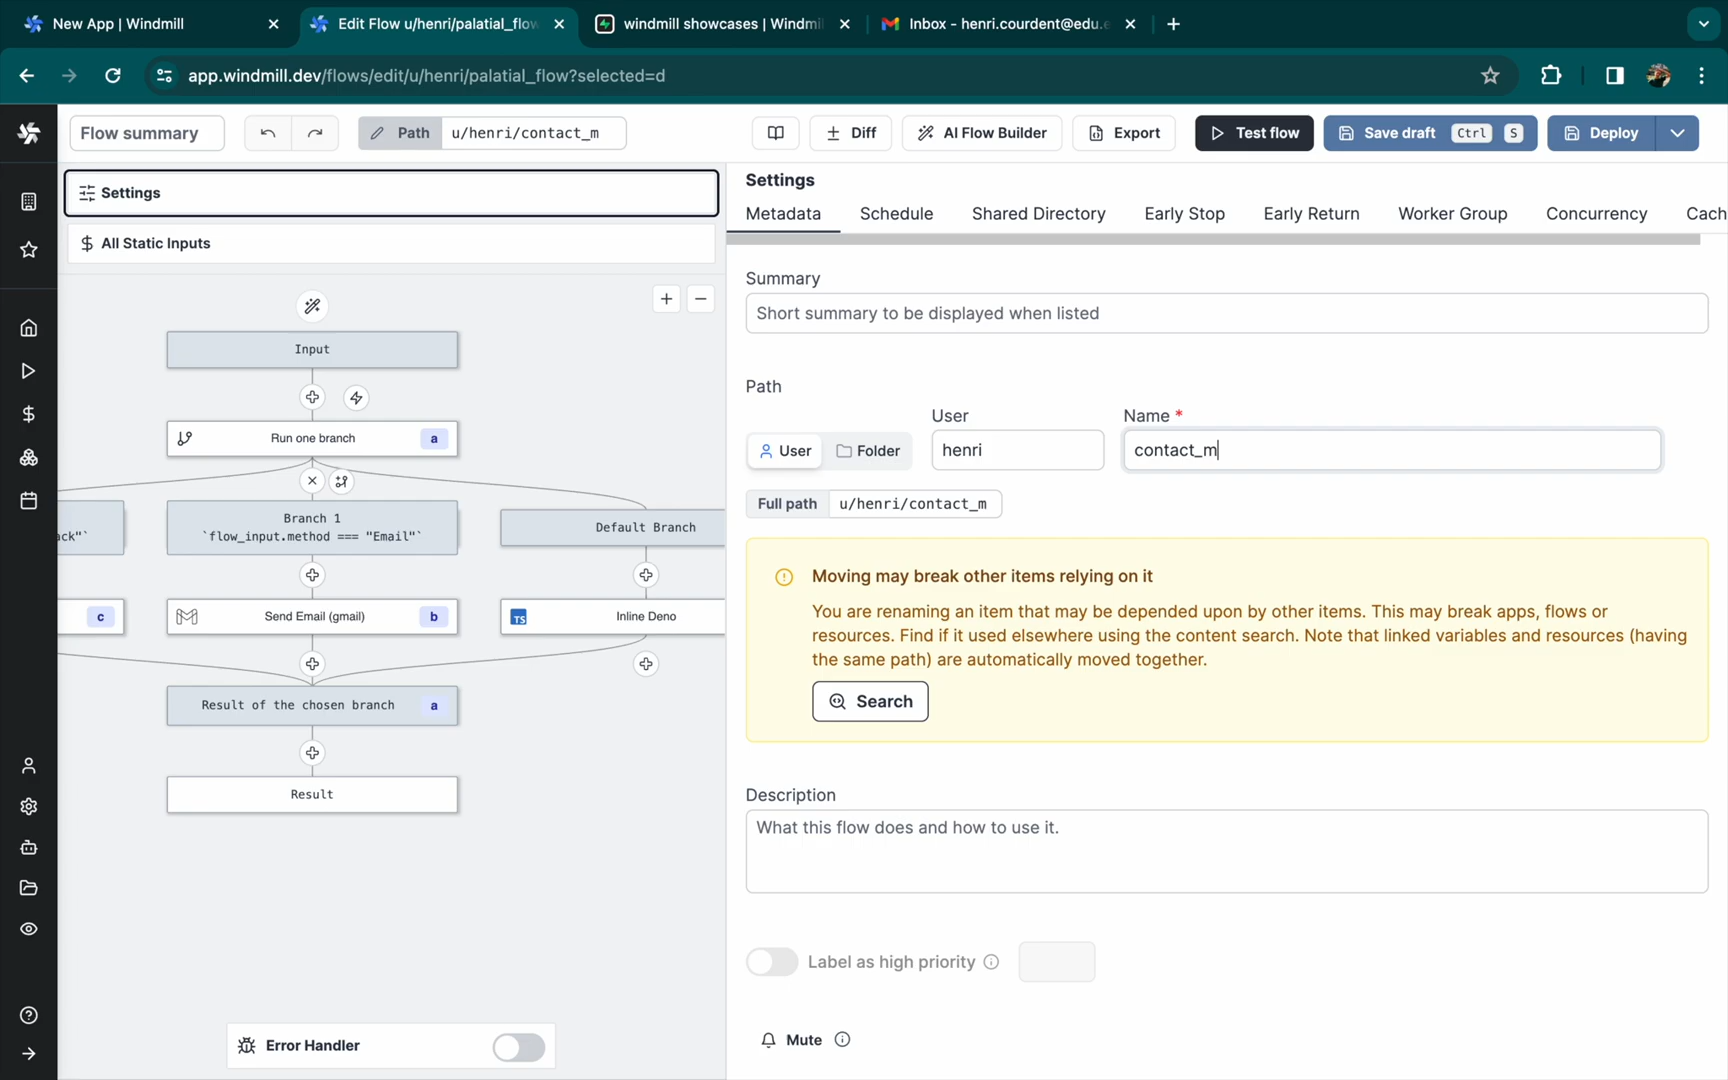 New App | Windmill
Edit Flow u/henri/palatial_flow
windmill showcases | Windmil
Inbox - henri.courdent@edu.e
app.windmill.dev/flows/edit/u/henri/palatial_flow?selected=d
Flow summary
Path
u/henri/contact_m
Diff
AI Flow Builder
Export
Test flow
Save draft
Ctrl
S
Deploy
Settings
All Static Inputs
Input
Run one branch
a
ack"`
Branch 1
`flow_input.method === "Email"`
Default Branch
c
Send Email (gmail)
b
TS
Inline Deno
Result of the chosen branch
a
Result
Error Handler
Settings
Metadata
Schedule
Shared Directory
Early Stop
Early Return
Worker Group
Concurrency
Cach
Summary
Short summary to be displayed when listed
Path
User
Name *
User
Folder
henri
contact_m
Full path
u/henri/contact_m
Moving may break other items relying on it
You are renaming an item that may be depended upon by other items. This may break apps, flows or
resources. Find if it used elsewhere using the content search. Note that linked variables and resources (having
the same path) are automatically moved together.
Search
Description
What this flow does and how to use it.
Label as high priority
Mute